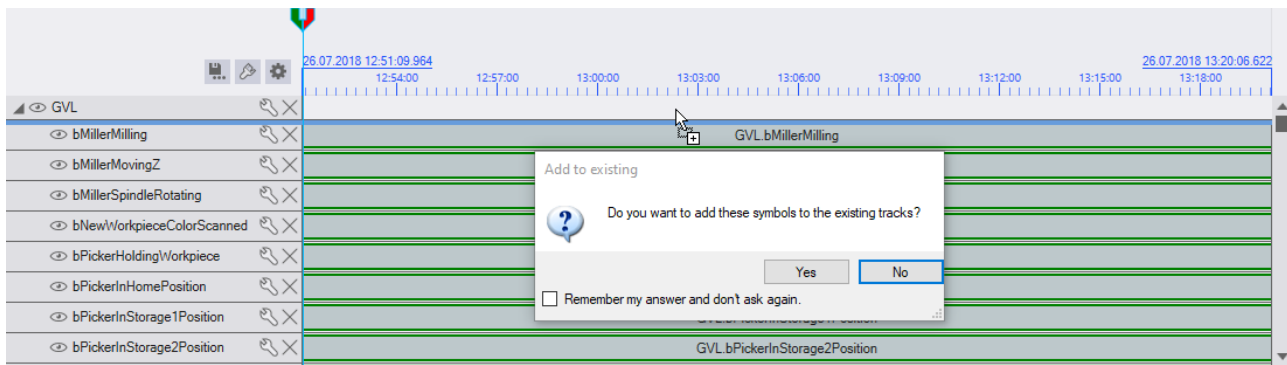 26.07.2018 12:51:09.964
26.07.2018 13:20:06.622
12:54:00 12:57:00 13:00:00 13:03:00 13:06:00 13:09:00 13:12:00 13:15:00 13:18:00
GVL
bMillerMilling
GVL.bMillerMilling
bMillerMovingZ
bMillerSpindleRotating
bNewWorkpieceColorScanned
bPickerHoldingWorkpiece
bPickerInHomePosition
bPickerInStorage1Position
bPickerInStorage2Position
GVL.bPickerInStorage2Position
Add to existing
Do you want to add these symbols to the existing tracks?
Yes No
Remember my answer and don't ask again.